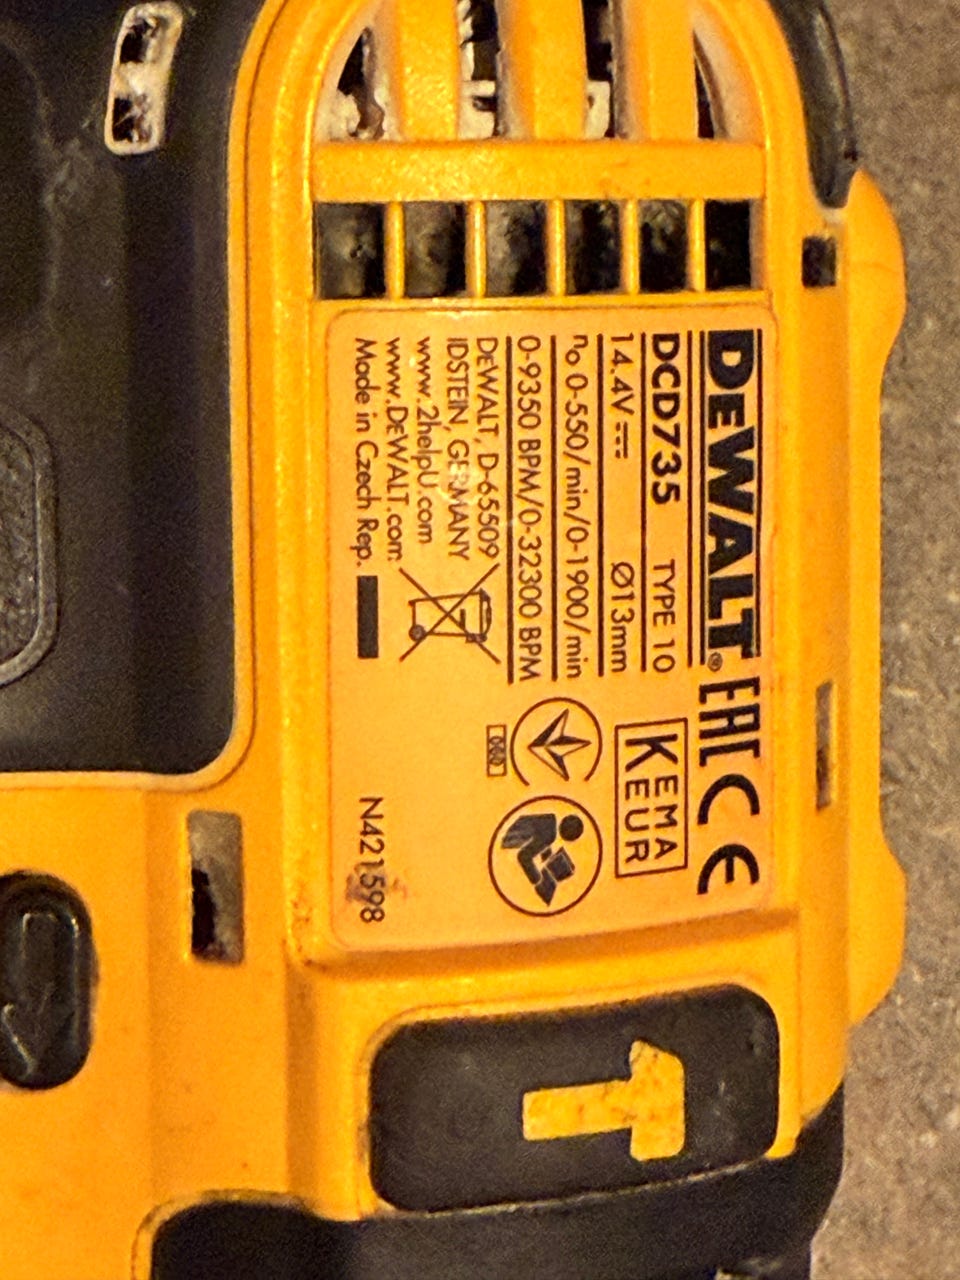 DEWALT® EAC CE
DCD735 TYPE 10
14.4V Ø13mm
n₀ 0-550/min/0-1900/min
0-9350 BPM/0-32300 BPM
KEMA
KEUR
DeWALT, D-65509
IDSTEIN, GERMANY
www.2helpU.com
www.DeWALT.com
Made in Czech Rep.
N421598